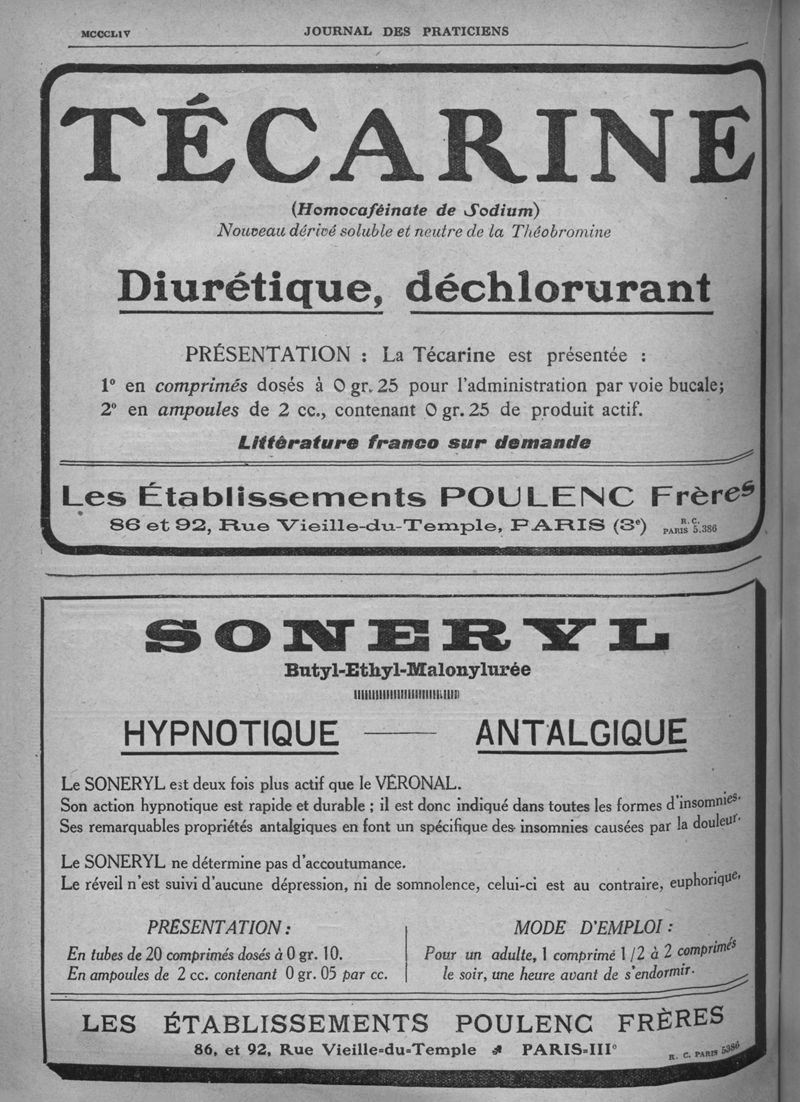 MCCCLIV
JOURNAL DES PRATICIENS
TÉCARINE
(Homocaféinate de Sodium)
Nouveau dérivé soluble et neutre de la Théobromine
Diurétique, déchlorurant
PRÉSENTATION : La Técarine est présentée :
1º en comprimés dosés à 0 gr. 25 pour l'administration par voie bucale;
2º en ampoules de 2 cc., contenant 0 gr. 25 de produit actif.
Littérature franco sur demande
Les Établissements POULENC Frères
86 et 92, Rue Vieille-du-Temple, PARIS (3e) R. C. PARIS 5.386
SONERYL
Butyl-Ethyl-Malonylurée
HYPNOTIQUE — ANTALGIQUE
Le SONERYL est deux fois plus actif que le VÉRONAL.
Son action hypnotique est rapide et durable ; il est donc indiqué dans toutes les formes d'insomnies.
Ses remarquables propriétés antalgiques en font un spécifique des insomnies causées par la douleur.
Le SONERYL ne détermine pas d'accoutumance.
Le réveil n'est suivi d'aucune dépression, ni de somnolence, celui-ci est au contraire, euphorique,
PRÉSENTATION :
En tubes de 20 comprimés dosés à 0 gr. 10.
En ampoules de 2 cc. contenant 0 gr. 05 par cc.
MODE D'EMPLOI :
Pour un adulte, 1 comprimé 1/2 à 2 comprimés
le soir, une heure avant de s'endormir.
LES ÉTABLISSEMENTS POULENC FRÈRES
86, et 92, Rue Vieille-du-Temple PARIS-IIIe
R. C. PARIS 5386